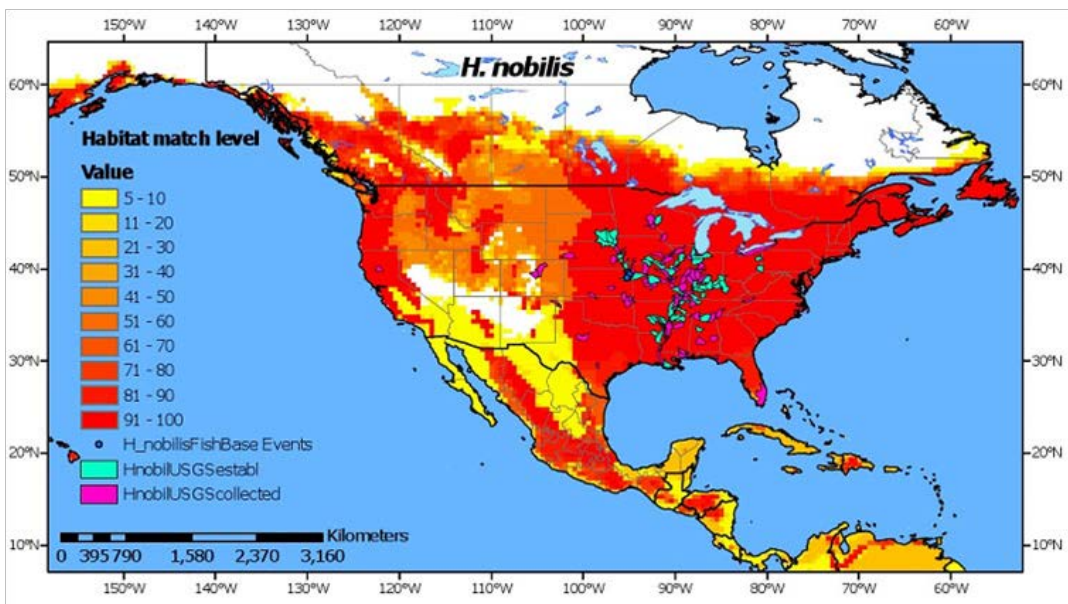 150°W 140°W 130°W 120°W 110°W 100°W 90°W 80°W 70°W 60°W
H. nobilis
60°N 60°N
Habitat match level
Value
50°N 50°N
5 - 10
11 - 20
21 - 30
31 - 40
40°N 40°N
41 - 50
51 - 60
61 - 70
71 - 80
30°N 30°N
81 - 90
91 - 100
H_nobilisFishBase Events
20°N 20°N
HnobilUSGSestabl
HnobilUSGScollected
Kilometers
0 395 790 1,580 2,370 3,160
10°N 10°N
150°W 140°W 130°W 120°W 110°W 100°W 90°W 80°W 70°W 60°W